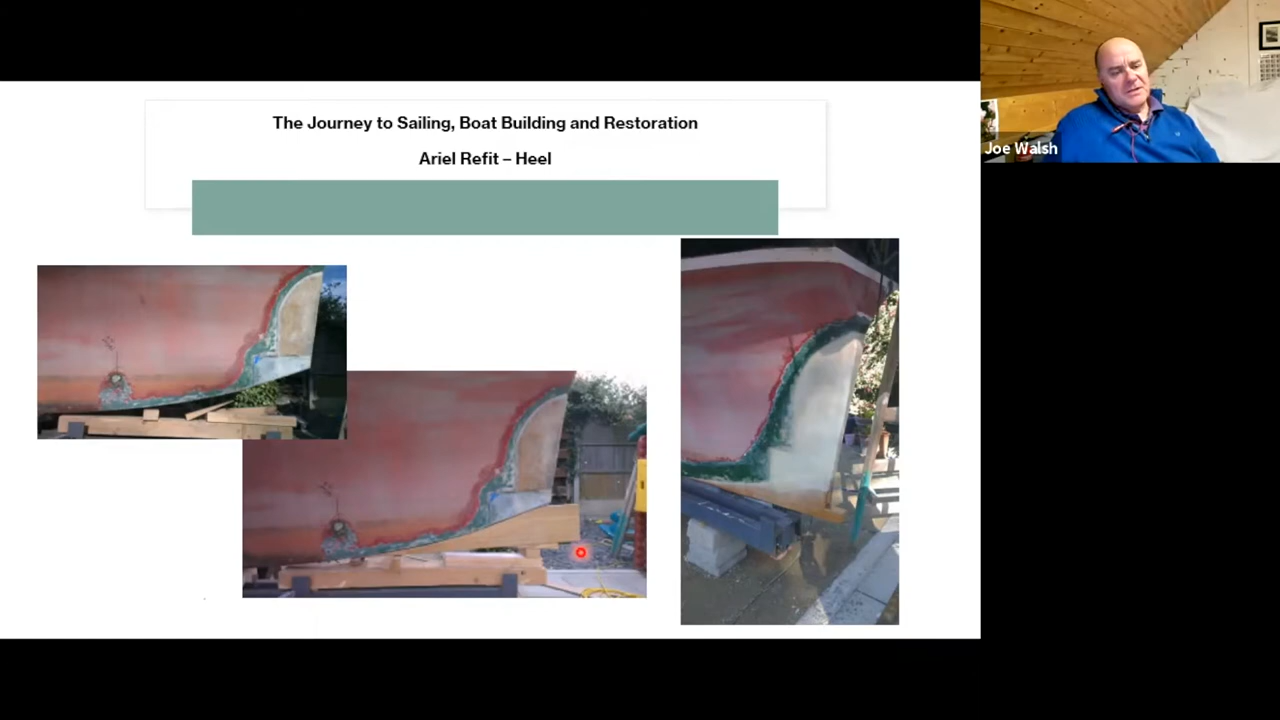 The Journey to Sailing, Boat Building and Restoration
Ariel Refit – Heel
Joe Walsh